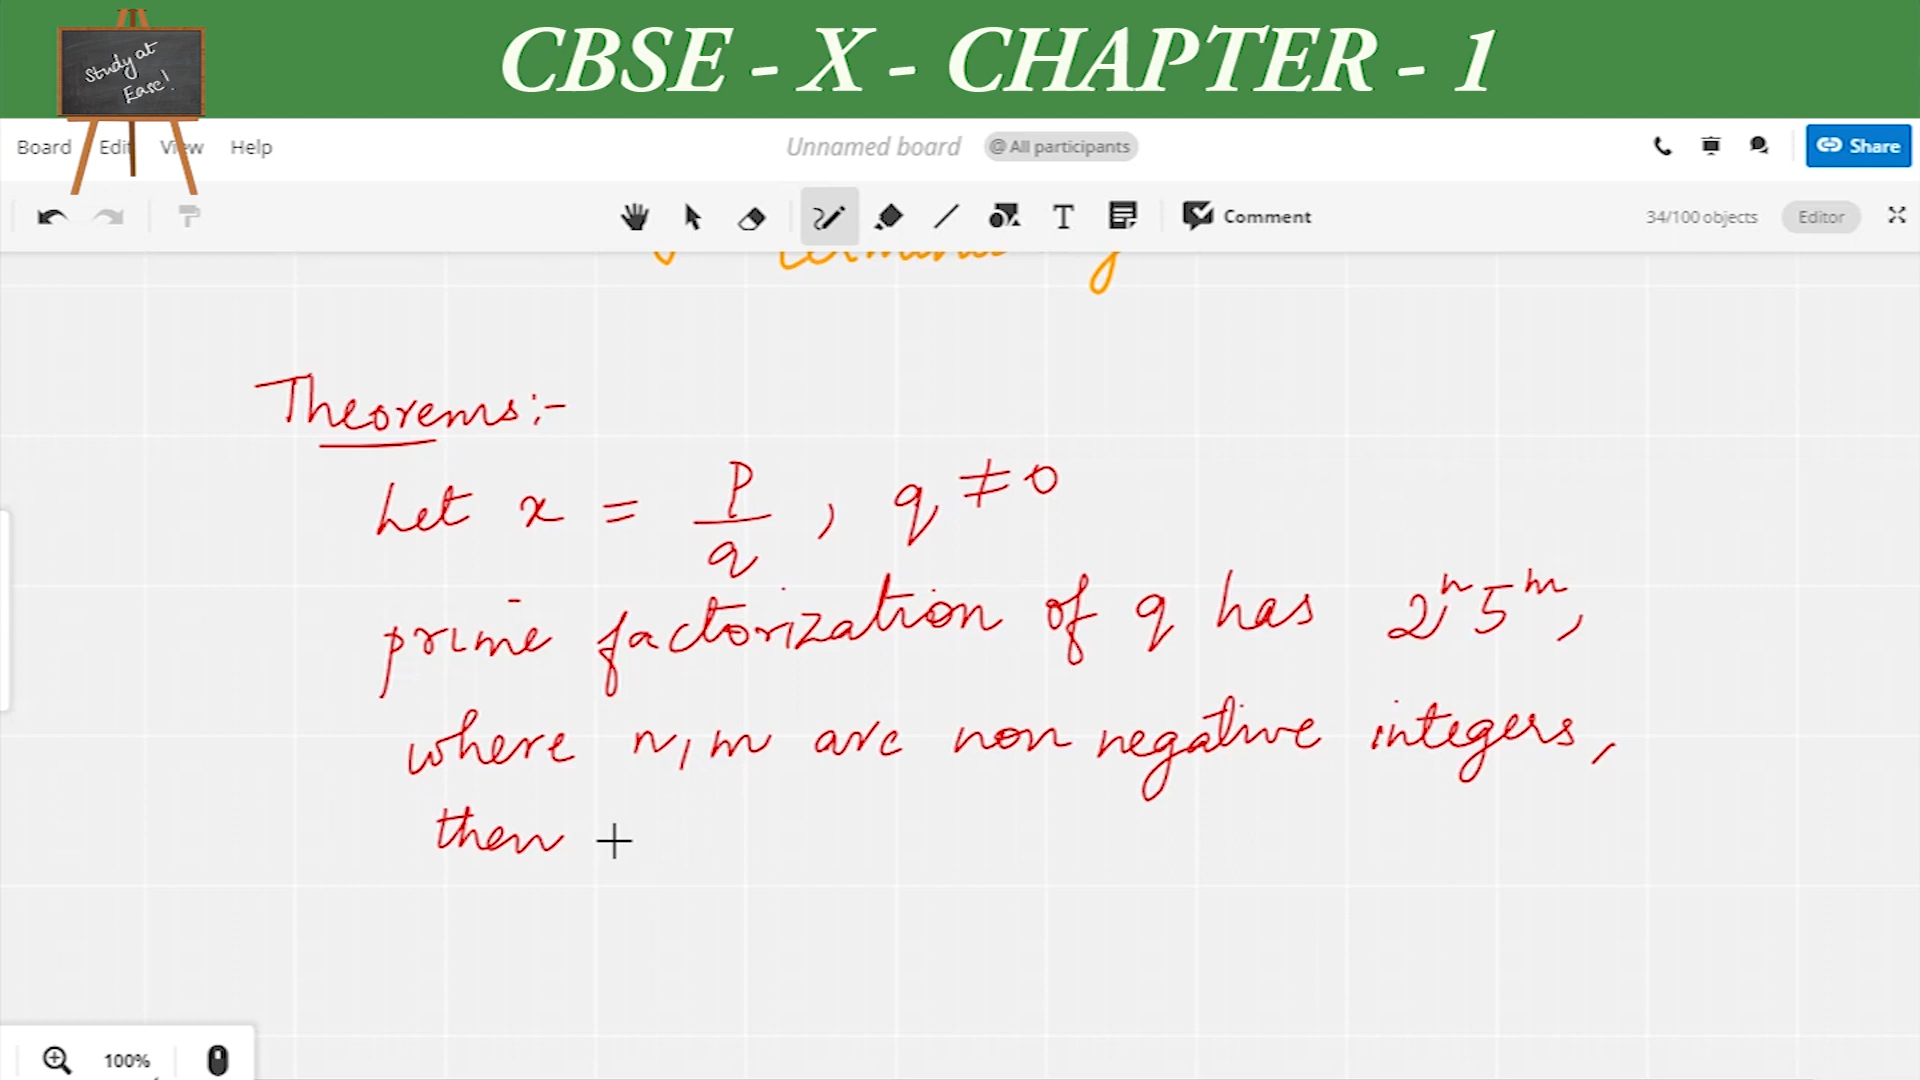 CBSE - X - CHAPTER - 1
Study at
Ease!
Board Edit View Help
Unnamed board @ All participants
Share
T Comment
34/100 objects Editor
Theorems:-
Let x = p/q, q ≠ 0
prime factorization of q has 2ⁿ5ᵐ,
where n, m are non negative integers,
then
100%